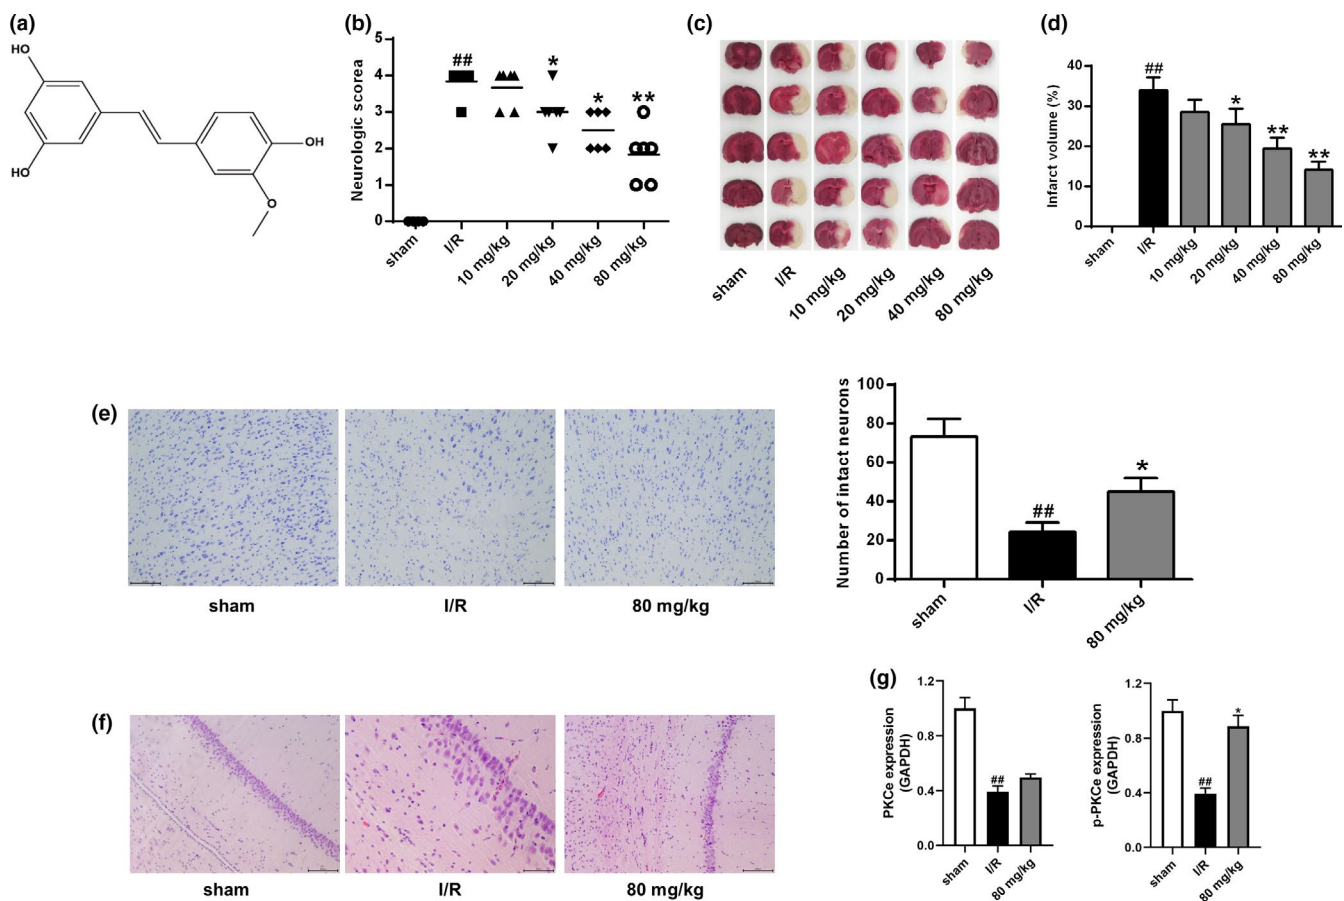 (a)
HO
HO
OH
O
(b)
Neurologic scorea
5
4
3
2
1
0
##
*
*
**
sham
I/R
10 mg/kg
20 mg/kg
40 mg/kg
80 mg/kg
(c)
sham
I/R
10 mg/kg
20 mg/kg
40 mg/kg
80 mg/kg
(d)
Infarct volume (%)
40
30
20
10
0
##
*
**
**
sham
I/R
10 mg/kg
20 mg/kg
40 mg/kg
80 mg/kg
(e)
sham
I/R
80 mg/kg
Number of intact neurons
100
80
60
40
20
0
##
*
sham
I/R
80 mg/kg
(f)
sham
I/R
80 mg/kg
(g)
PKCe expression
(GAPDH)
1.2
0.8
0.4
0.0
##
sham
I/R
80 mg/kg
p-PKCe expression
(GAPDH)
1.2
0.8
0.4
0.0
##
*
sham
I/R
80 mg/kg